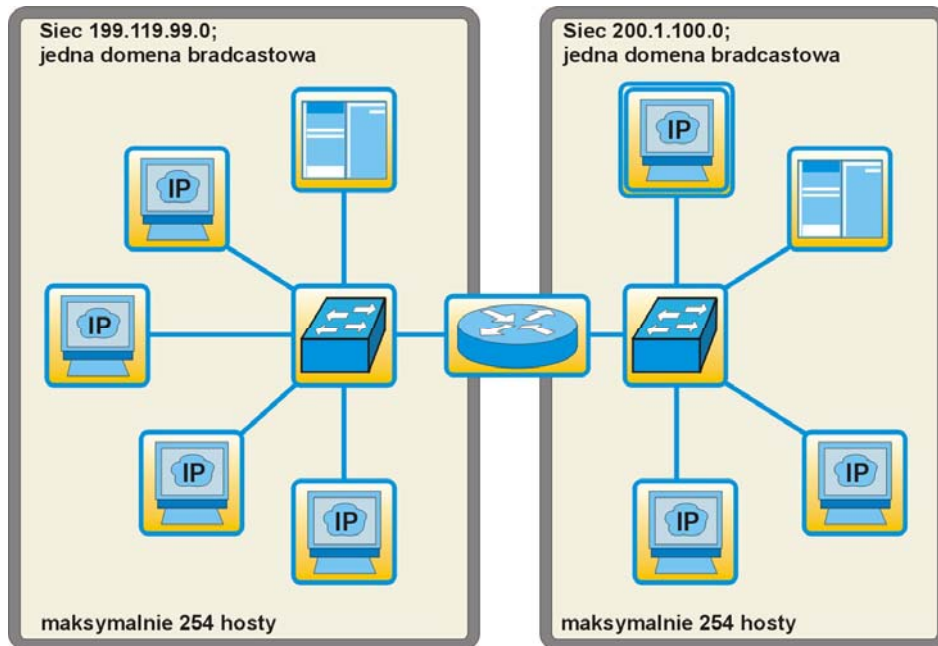 Siec 199.119.99.0;
jedna domena bradcastowa
IP
IP
IP
IP
maksymalnie 254 hosty
Siec 200.1.100.0;
jedna domena bradcastowa
IP
IP
IP
maksymalnie 254 hosty